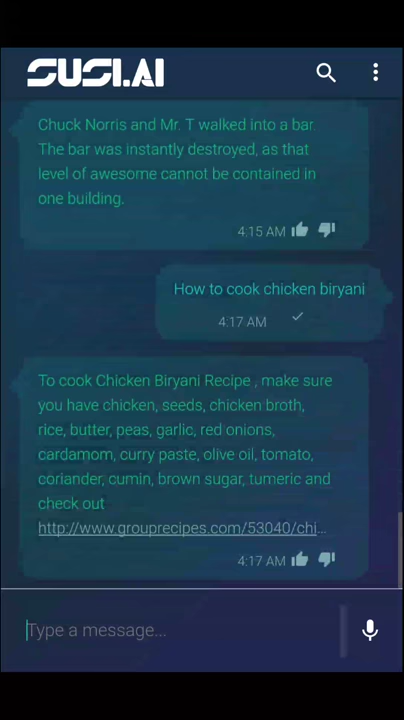 SUSI.AI
Chuck Norris and Mr. T walked into a bar.
The bar was instantly destroyed, as that
level of awesome cannot be contained in
one building.
4:15 AM
How to cook chicken biryani
4:17 AM
To cook Chicken Biryani Recipe , make sure
you have chicken, seeds, chicken broth,
rice, butter, peas, garlic, red onions,
cardamom, curry paste, olive oil, tomato,
coriander, cumin, brown sugar, tumeric and
check out
http://www.grouprecipes.com/53040/chi...
4:17 AM
Type a message...